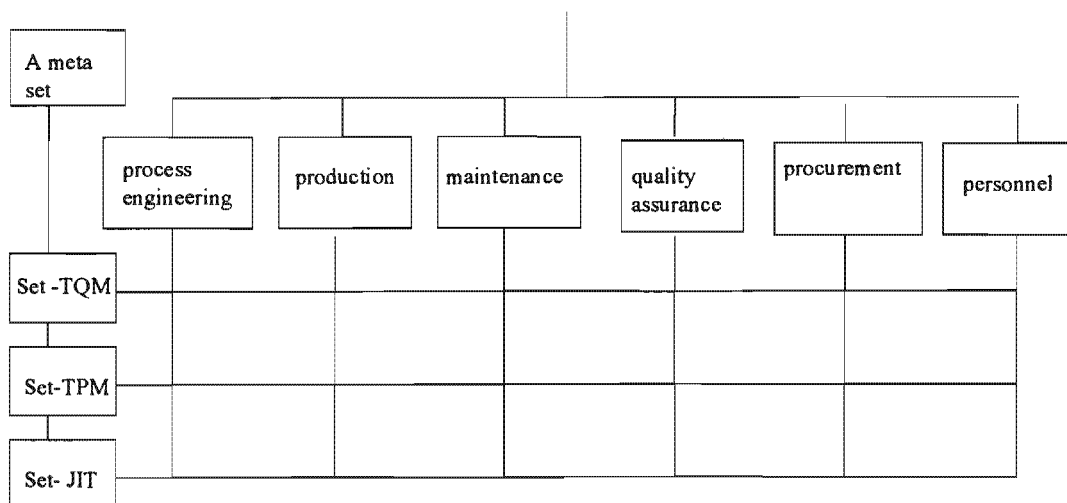 A meta
set
process
engineering
production
maintenance
quality
assurance
procurement
personnel
Set -TQM
Set-TPM
Set- JIT